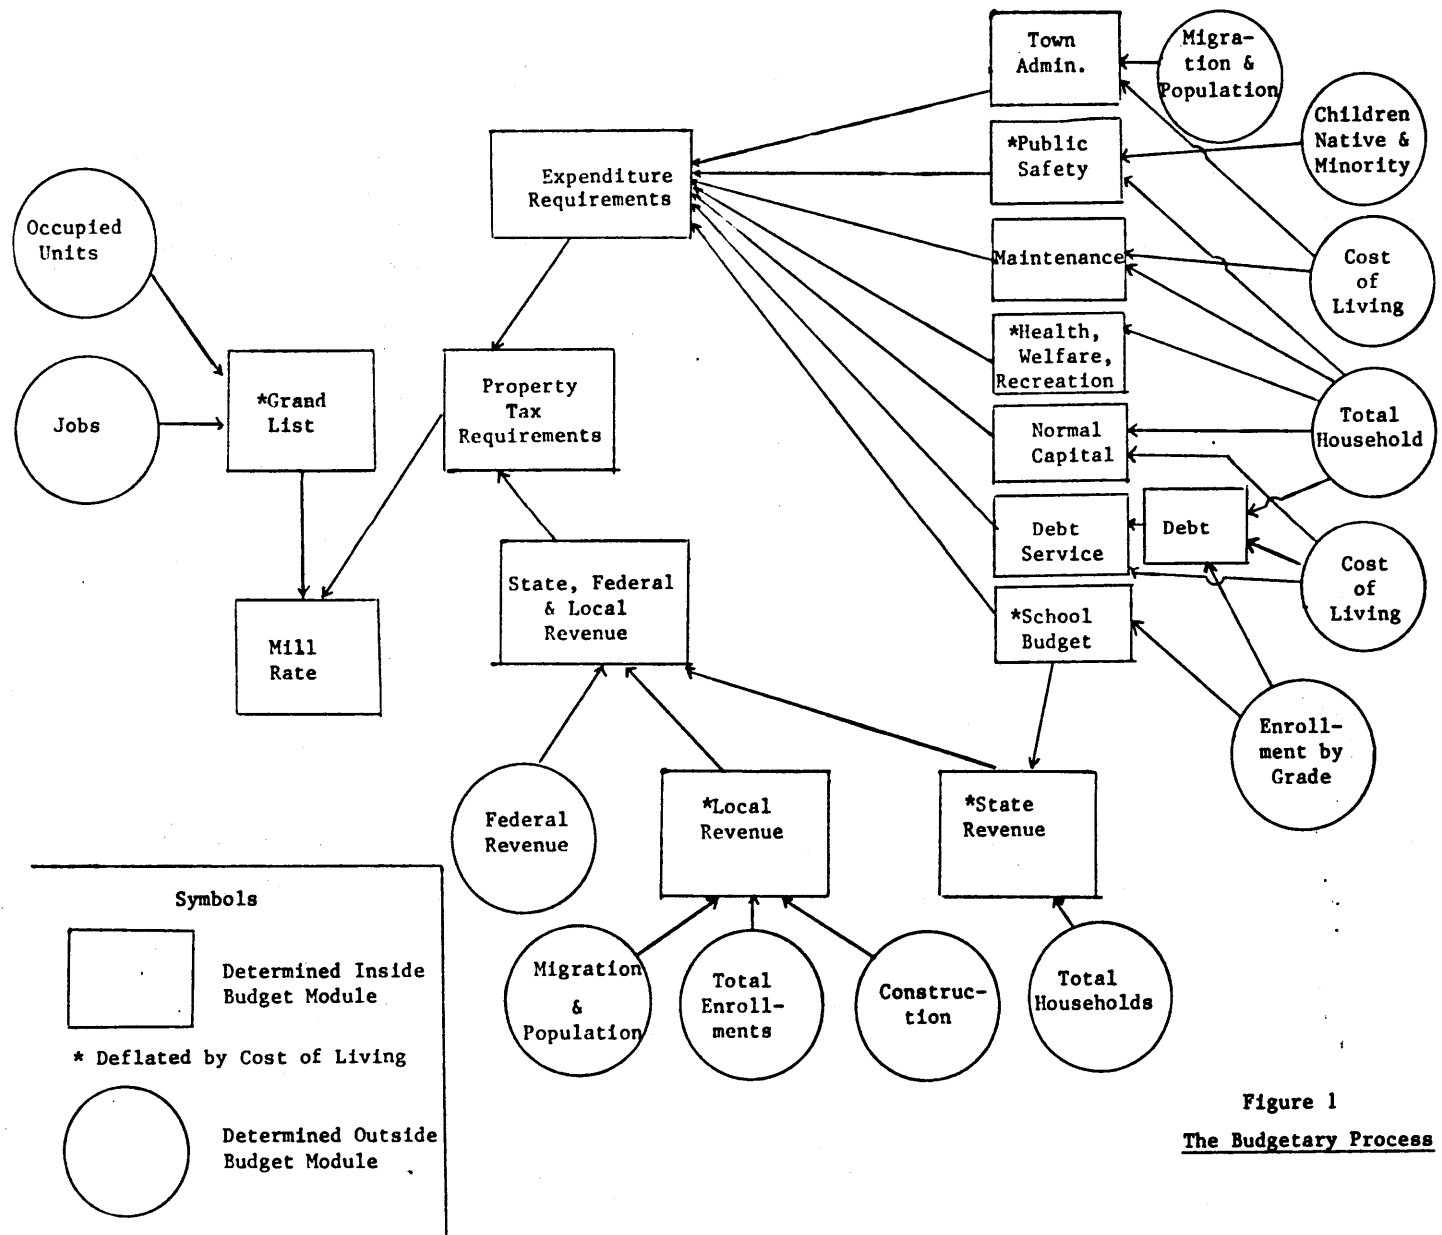 Town
Admin.
Migra-
tion &
Population
Children
Native &
Minority
*Public
Safety
Expenditure
Requirements
Occupied
Units
Maintenance
Cost
of
Living
*Health,
Welfare,
Recreation
Property
Tax
Requirements
*Grand
List
Jobs
Normal
Capital
Total
Household
Debt
Service
Debt
Cost
of
Living
State, Federal
& Local
Revenue
*School
Budget
Mill
Rate
Enroll-
ment by
Grade
Federal
Revenue
*Local
Revenue
*State
Revenue
Migration
&
Population
Total
Enroll-
ments
Construc-
tion
Total
Households
Symbols
Determined Inside
Budget Module
* Deflated by Cost of Living
Determined Outside
Budget Module
Figure 1
The Budgetary Process